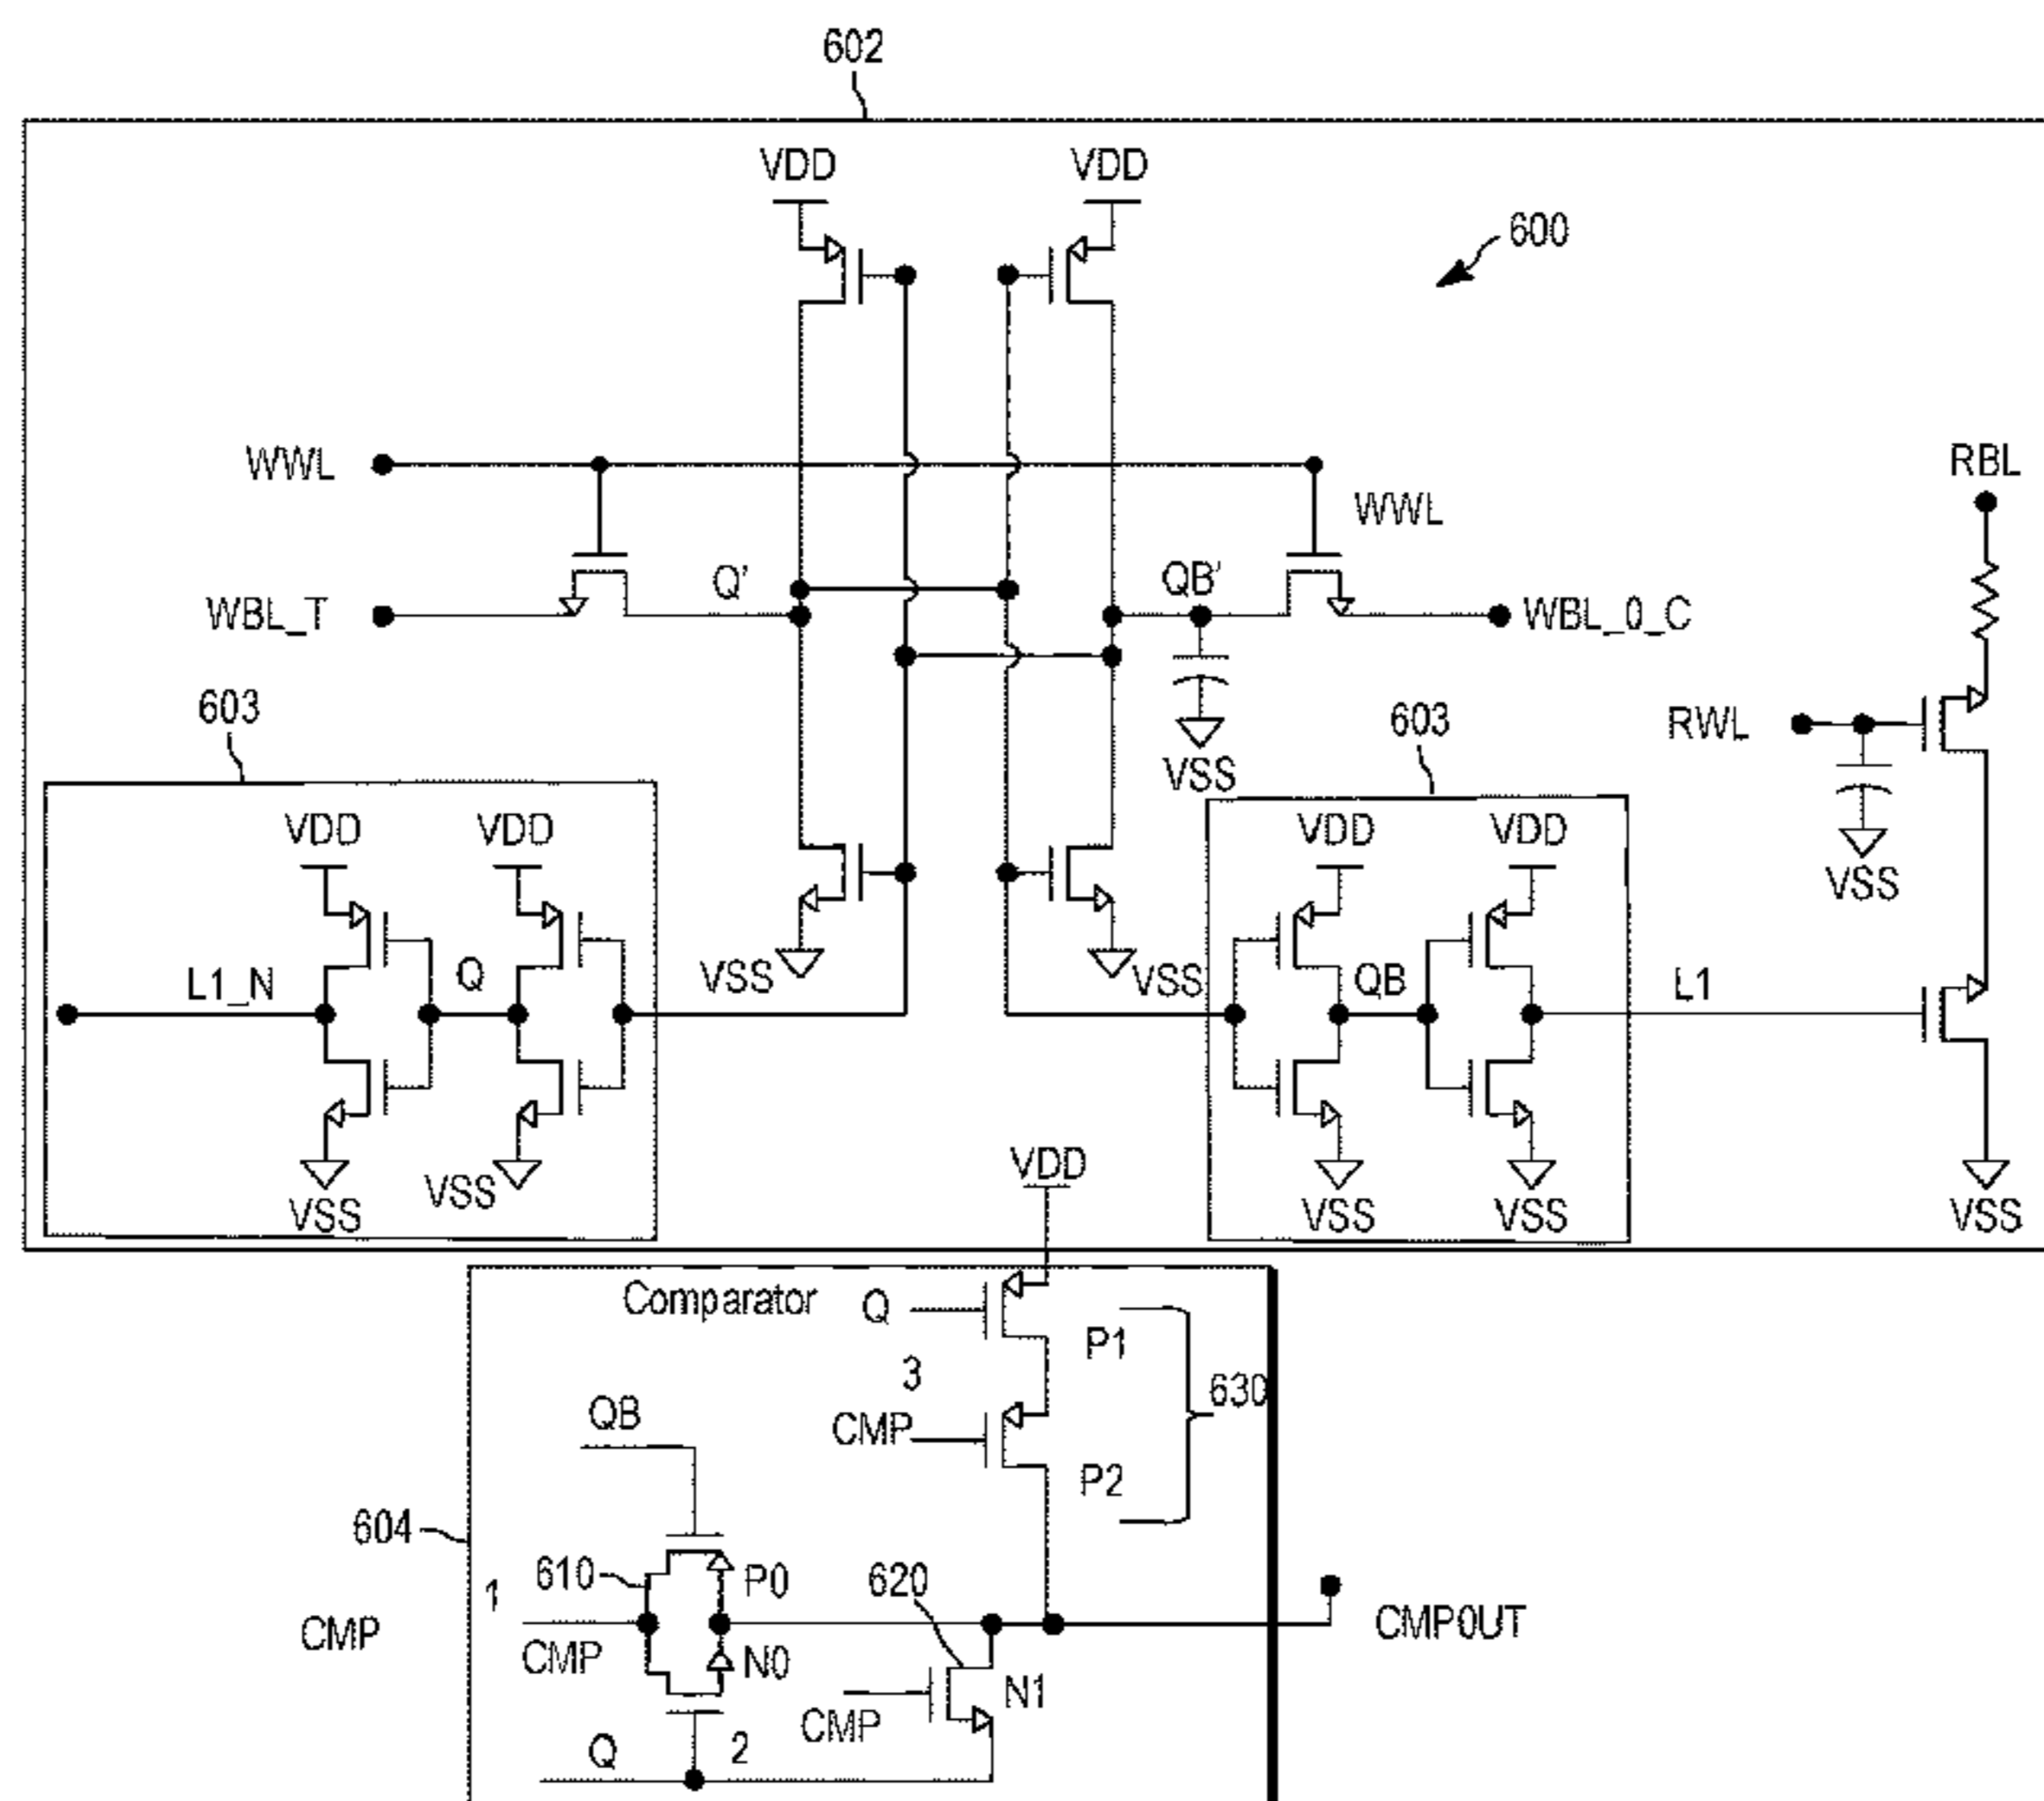 602
VDD VDD
600
WWL
RBL
WWL
Q' QB'
WBL_T WBL_0_C
603 603
RWL
VSS
VDD VDD VDD VDD
VSS
VSS VSS
L1_N Q QB L1
VDD
VSS VSS VSS VSS VSS
Comparator Q
P1
3
630
QB CMP
P2
604
1 610 P0 620
CMP CMP CMP0UT
N0 N1
CMP
Q 2